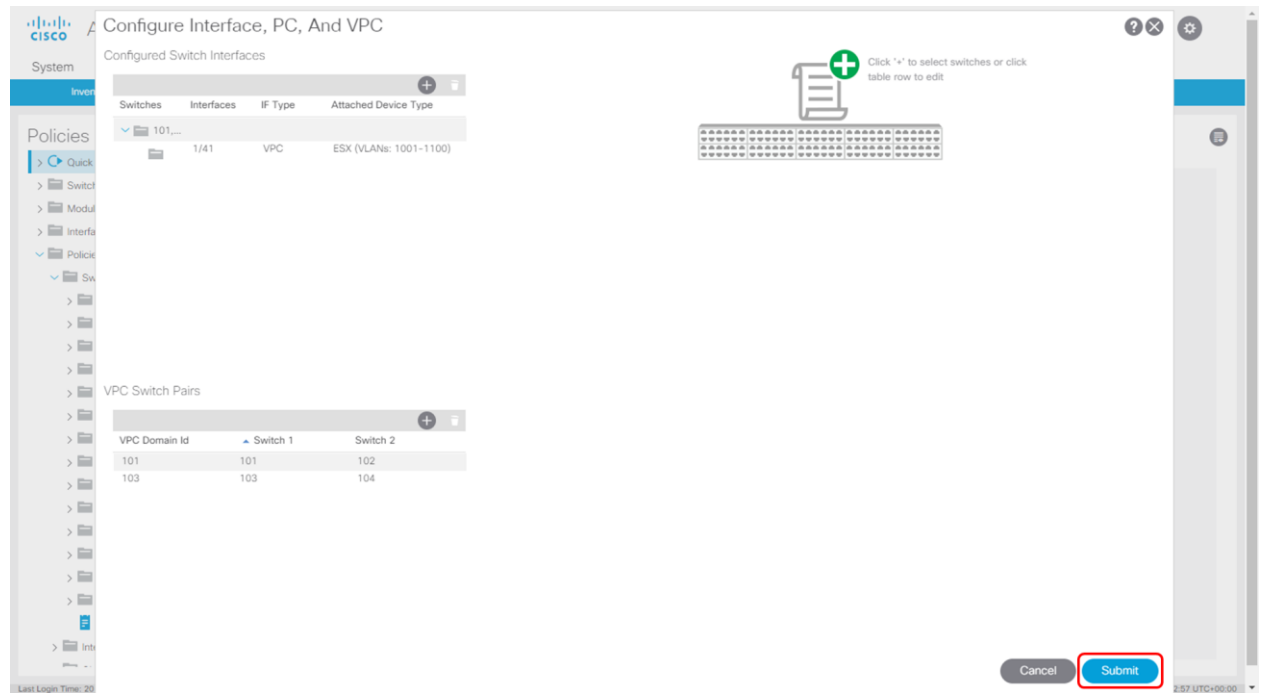 cisco
Configure Interface, PC, And VPC
System
Configured Switch Interfaces
Click '+' to select switches or click
table row to edit
Switches Interfaces IF Type Attached Device Type
101,...
1/41 VPC ESX (VLANs: 1001-1100)
Policies
Quick
VPC Switch Pairs
VPC Domain Id Switch 1 Switch 2
101 101 102
103 103 104
Cancel Submit
Last Login Time: 20
2:57 UTC+00:00